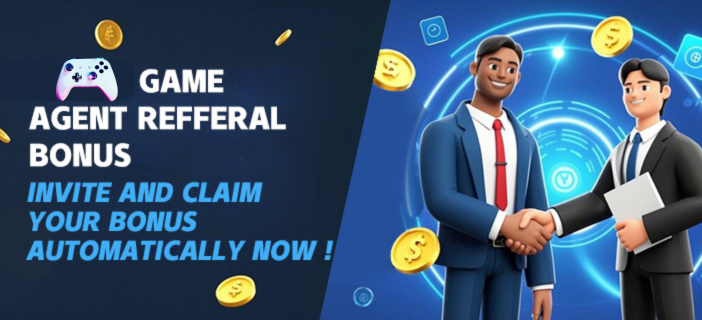 GAME
AGENT REFFERAL
BONUS
INVITE AND CLAIM
YOUR BONUS
AUTOMATICALLY NOW !